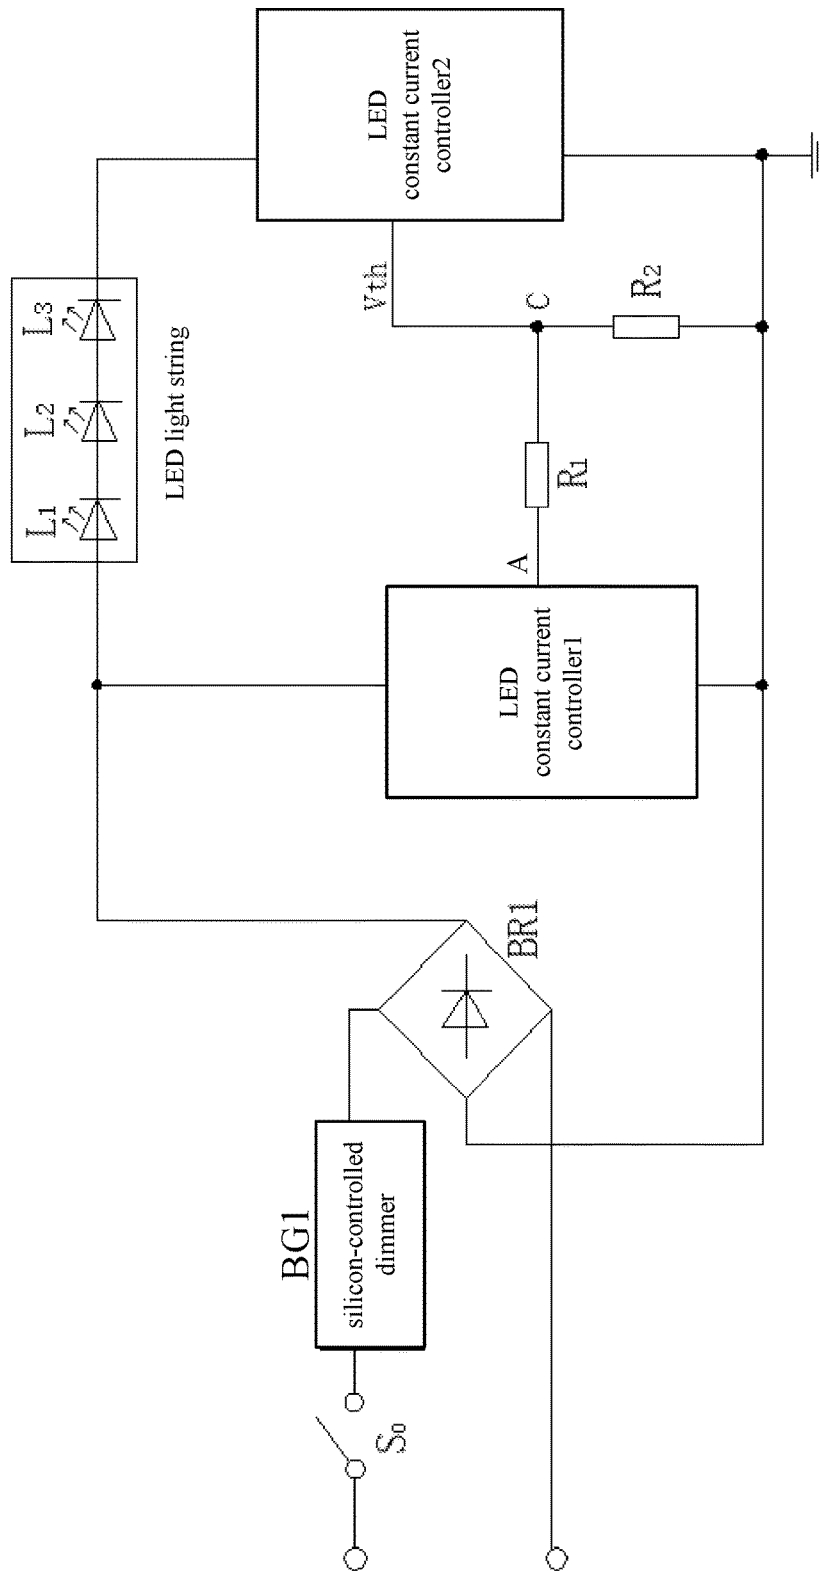 S0
BG1
silicon-controlled
dimmer
BR1
LED
constant current
controller1
A
R1
C
R2
Vth
L1
L2
L3
LED light string
LED
constant current
controller2